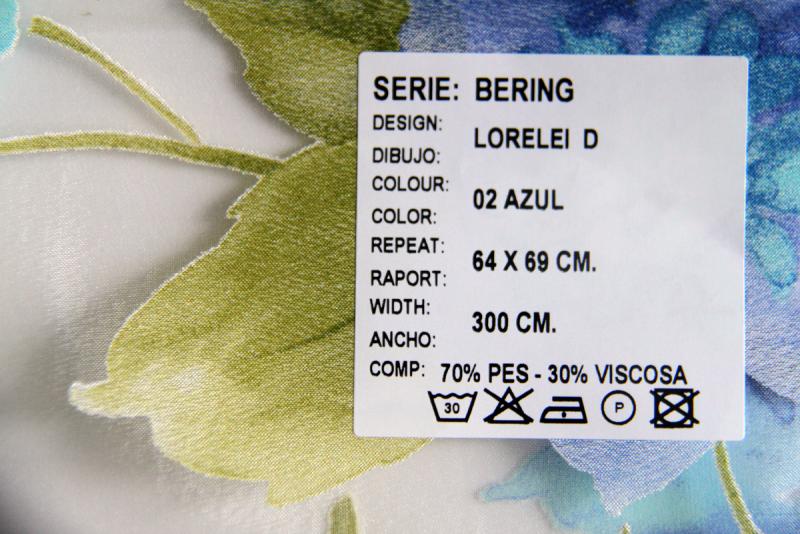 SERIE: BERING
DESIGN:
DIBUJO:
LORELEI D
COLOUR:
COLOR:
02 AZUL
REPEAT:
RAPORT:
64 X 69 CM.
WIDTH:
ANCHO:
300 CM.
COMP: 70% PES - 30% VISCOSA
30 P